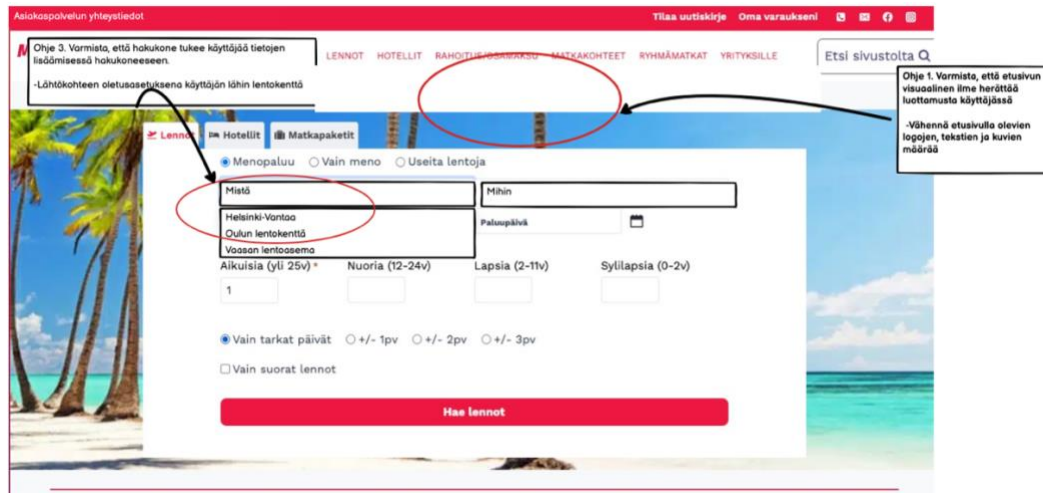 Asiakaspalvelun yhteystiedot
Tilaa uutiskirje Oma varaukseni
Ohje 3. Varmista, että hakukone tukee käyttäjää tietojen
lisäämisessä hakukoneeseen.
-Lähtökohteen oletusasetuksena käyttäjän lähin lentokenttä
LENNOT HOTELLIT RAHOITUS/OSAMAKSU MATKAKOHTEET RYHMÄMATKAT YRITYKSILLE
Etsi sivustolta
Ohje 1. Varmista, että etusivun
visuaalinen ilme herättää
luottamusta käyttäjässä
-Vähennä etusivulla olevien
logojen, tekstien ja kuvien
määrää
Lennot Hotellit Matkapaketit
Menopaluu Vain meno Useita lentoja
Mistä Mihin
Helsinki-Vantaa
Oulun lentokenttä
Vaasan lentoasema
Paluupäivä
Aikuisia (yli 25v) * Nuoria (12-24v) Lapsia (2-11v) Sylilapsia (0-2v)
1
Vain tarkat päivät +/- 1pv +/- 2pv +/- 3pv
Vain suorat lennot
Hae lennot